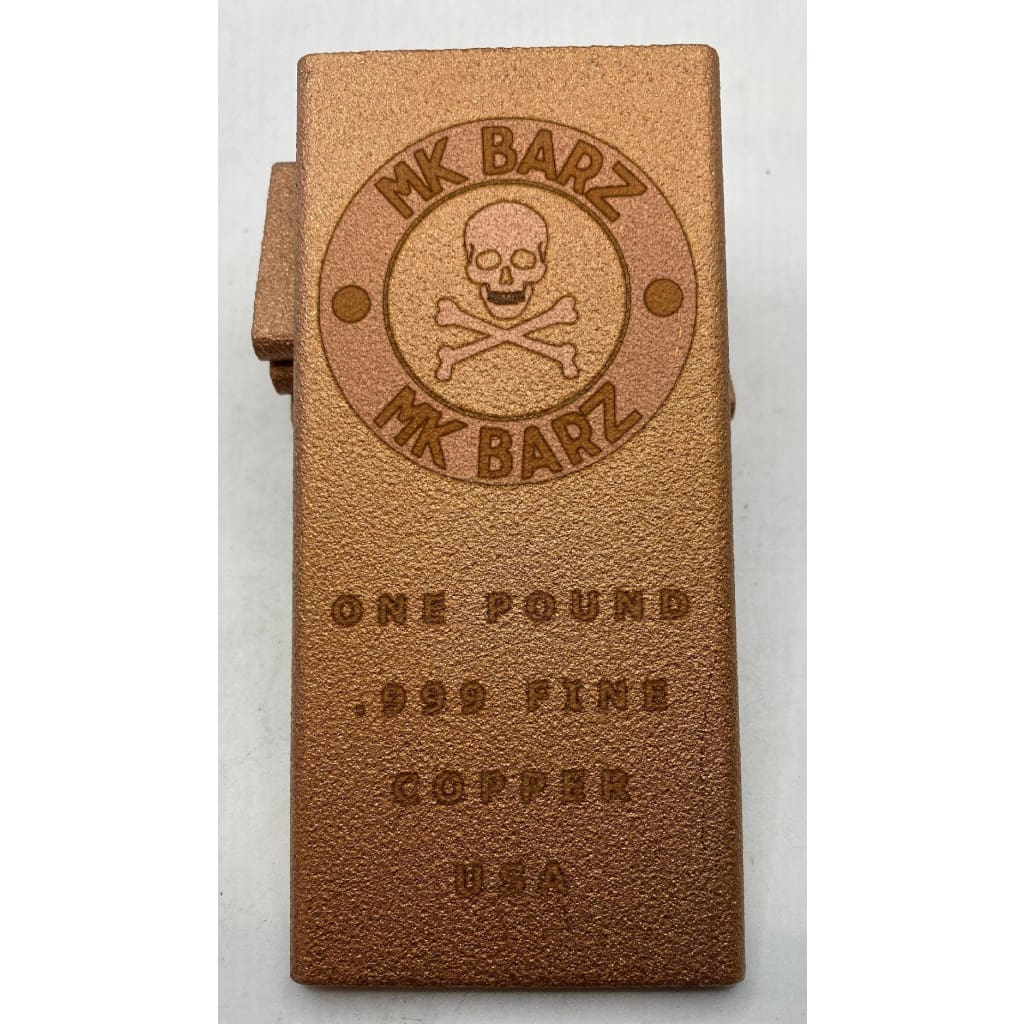 MK BARZ
MK BARZ
ONE POUND
.999 FINE
COPPER
USA